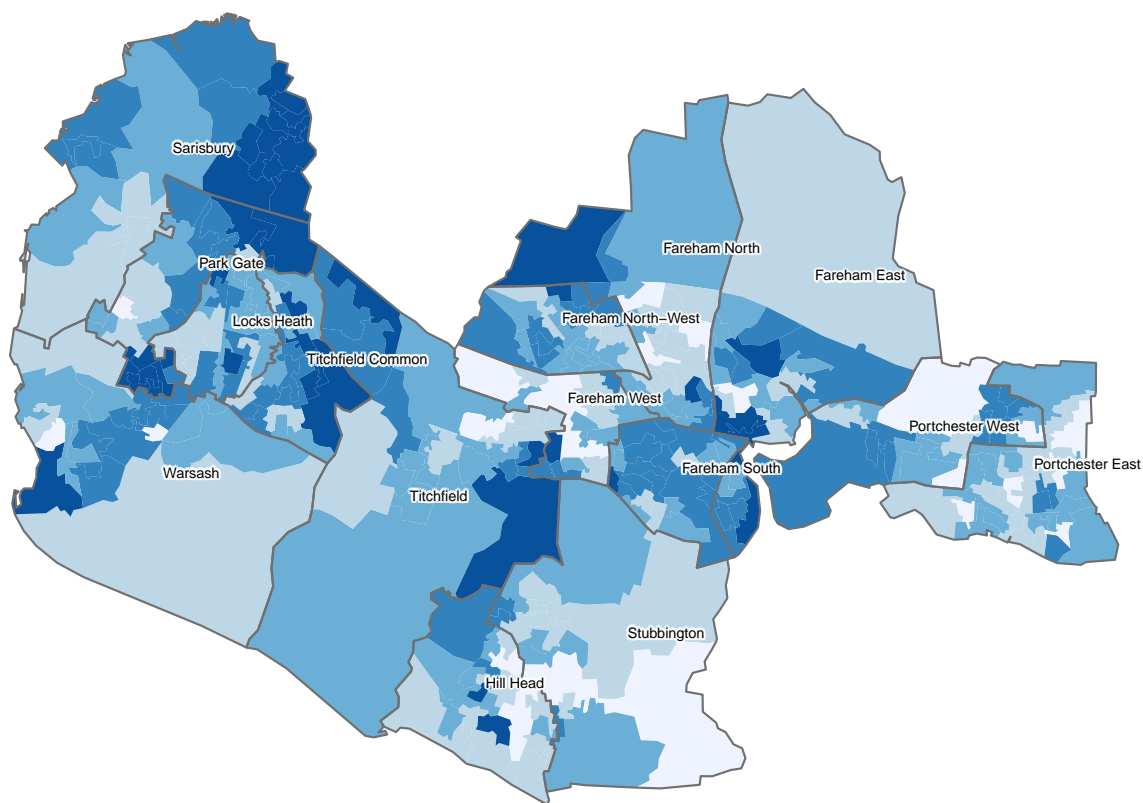 Sarisbury
Fareham North
Park Gate
Fareham East
Fareham North−West
Locks Heath
Titchfield Common
Fareham West
Portchester West
Portchester East
Fareham South
Warsash
Titchfield
Stubbington
Hill Head